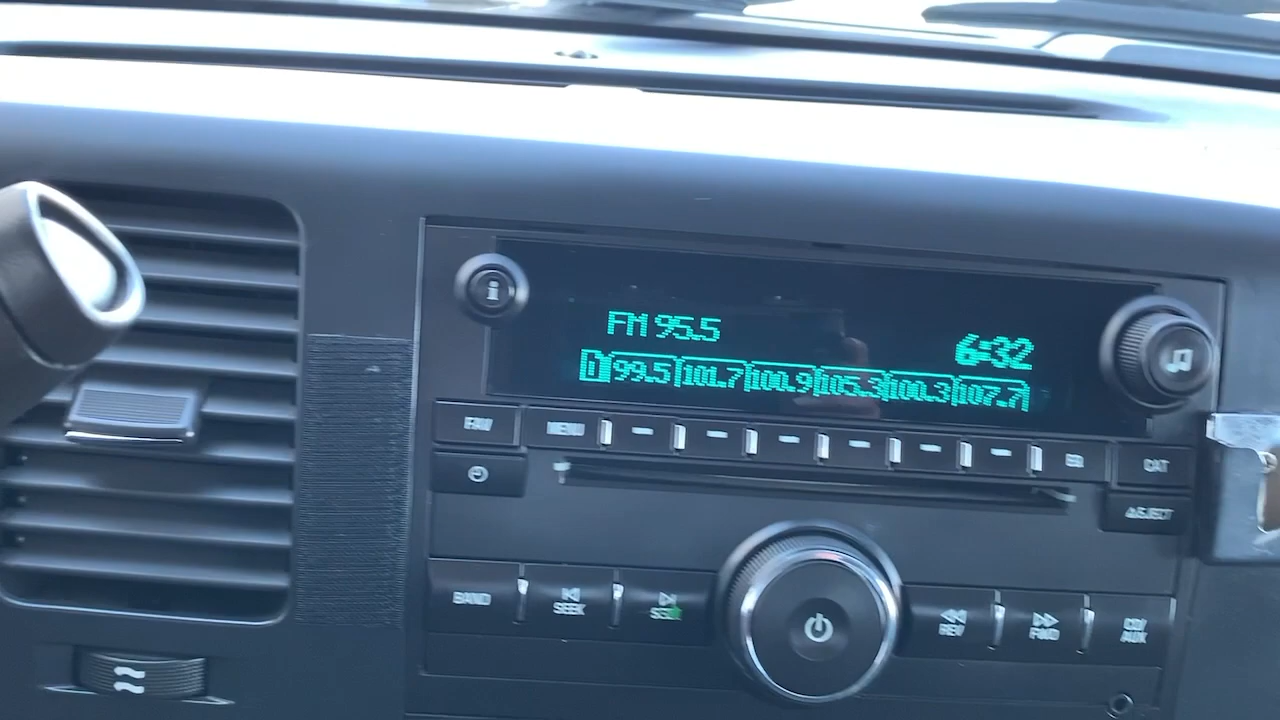 FM 95.5
6:32
1 99.5 101.7 100.9 105.3 100.3 107.7
FAV MENU CAT
EJECT
BAND SEEK SEEK REV FWD CD/
AUX